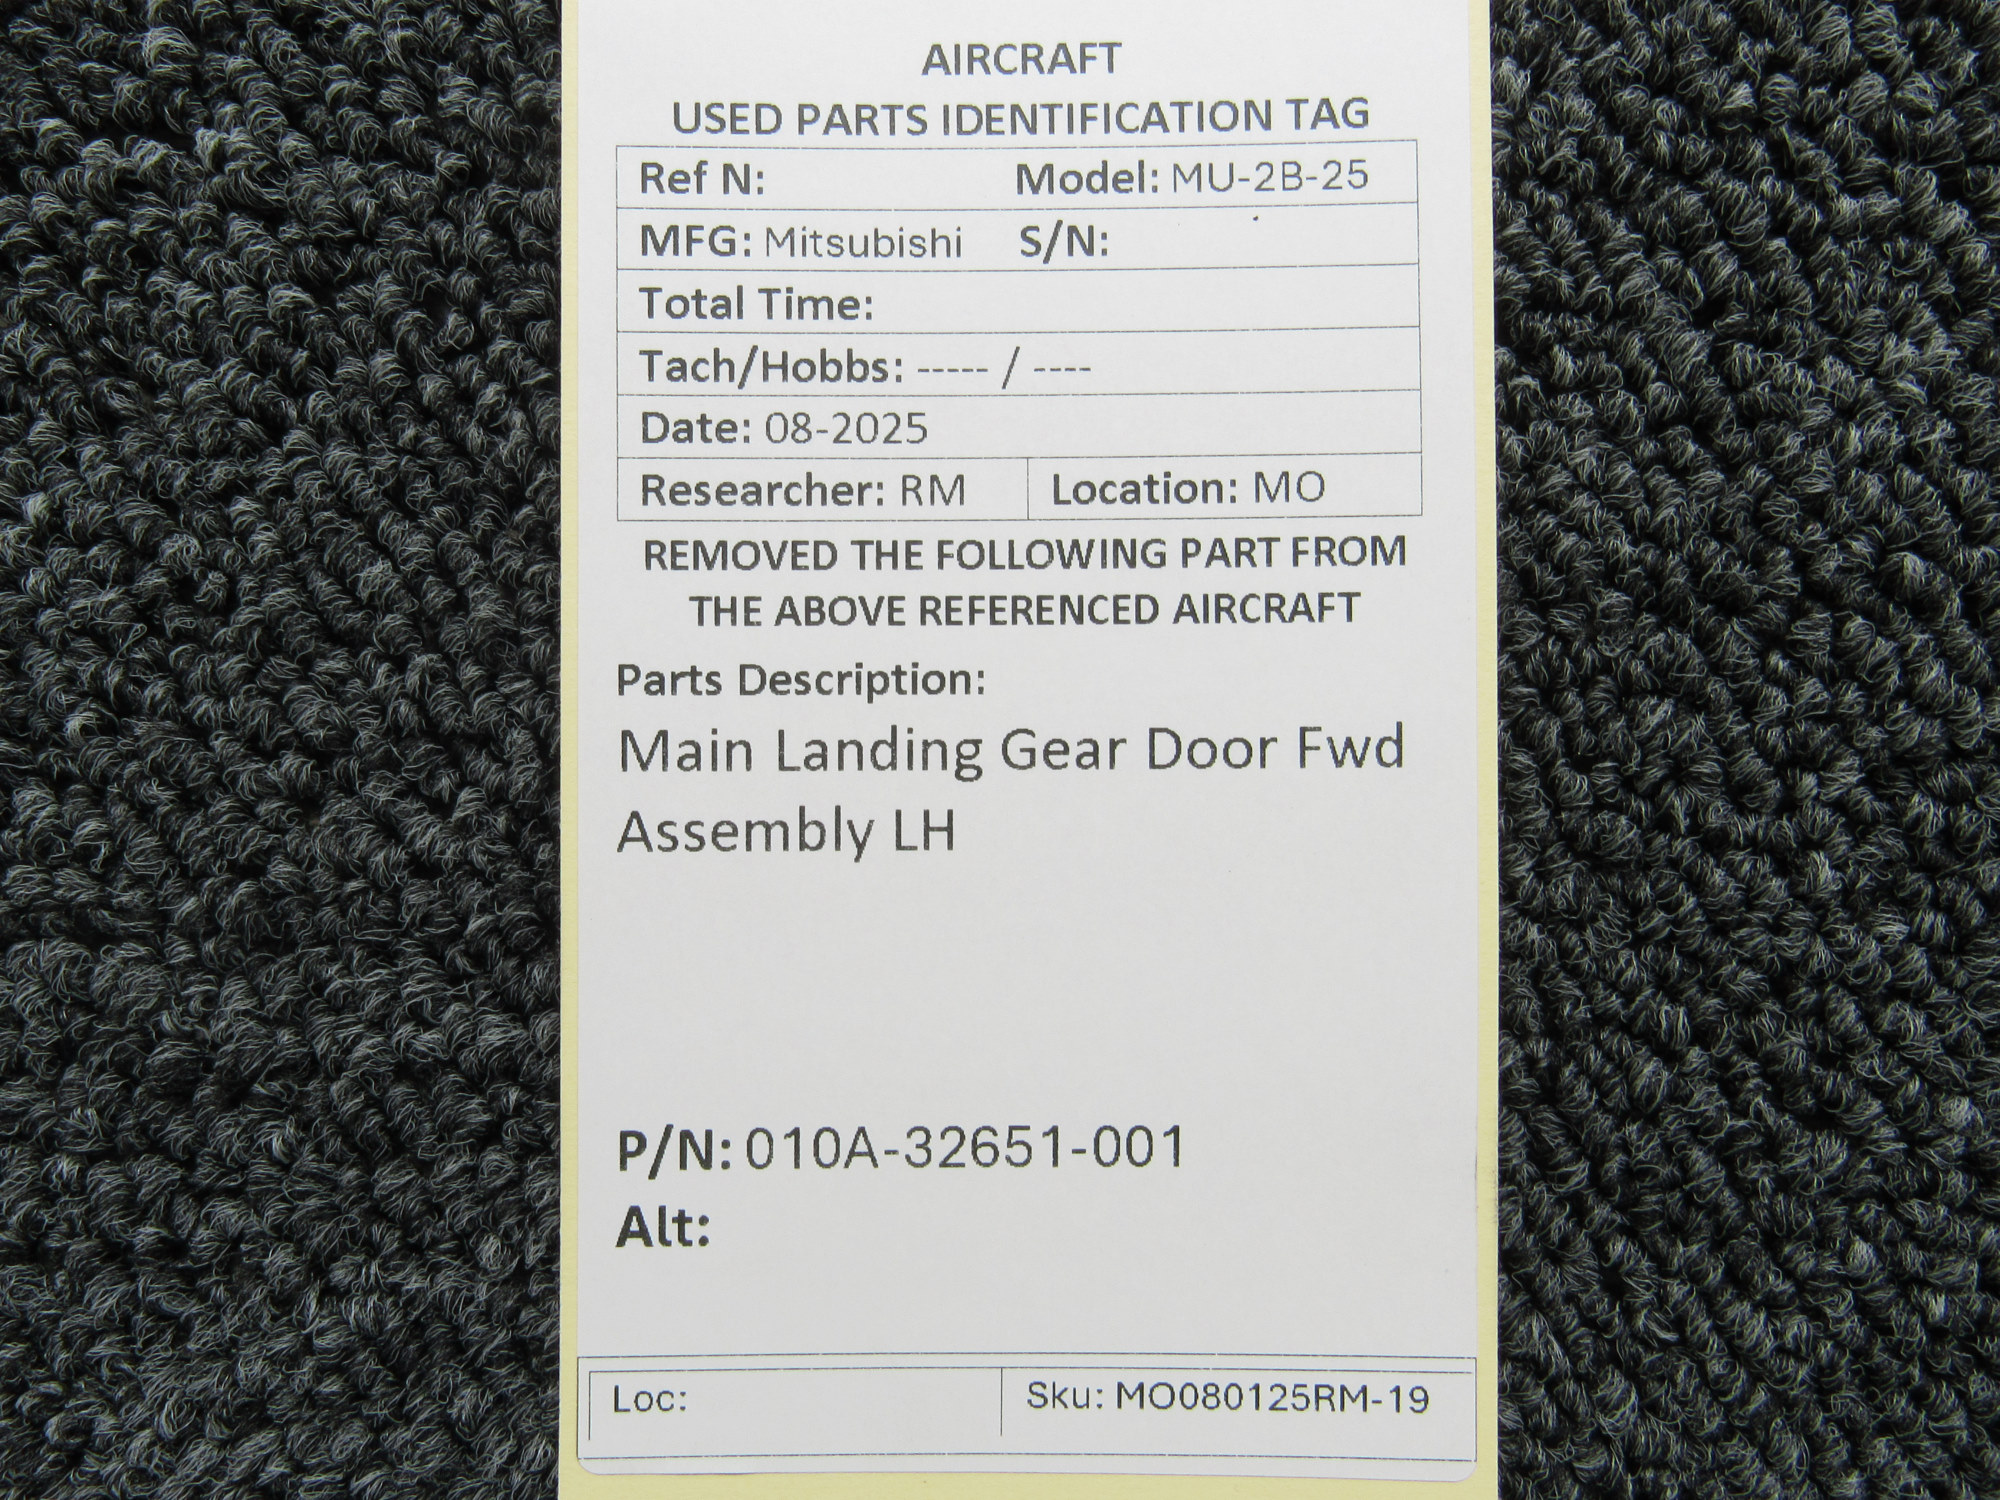 AIRCRAFT
USED PARTS IDENTIFICATION TAG
Ref N: Model: MU-2B-25
MFG: Mitsubishi S/N:
Total Time:
Tach/Hobbs: ----- / ----
Date: 08-2025
Researcher: RM Location: MO
REMOVED THE FOLLOWING PART FROM
THE ABOVE REFERENCED AIRCRAFT
Parts Description:
Main Landing Gear Door Fwd
Assembly LH
P/N: 010A-32651-001
Alt:
Loc: Sku: MO080125RM-19